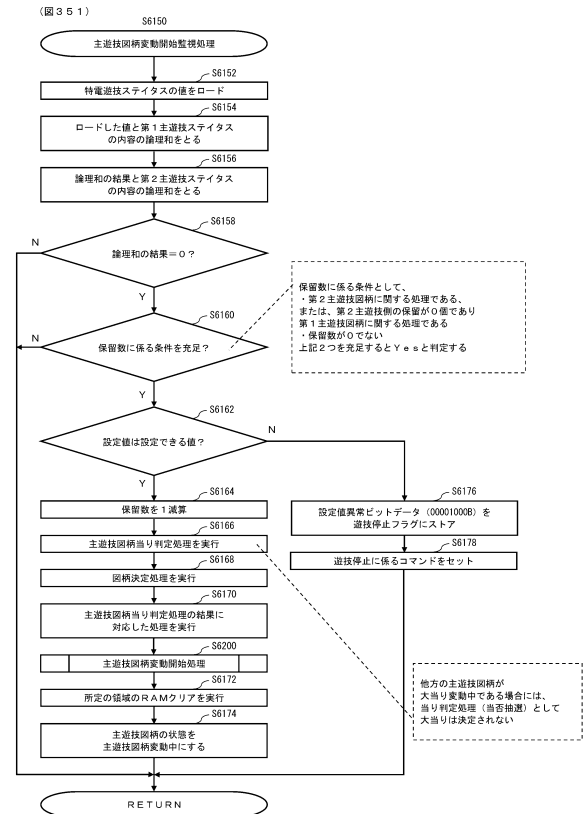 （図３５１）
S6150
主遊技図柄変動開始監視処理
S6152
特電遊技ステイタスの値をロード
S6154
ロードした値と第１主遊技ステイタス
の内容の論理和をとる
S6156
論理和の結果と第２主遊技ステイタス
の内容の論理和をとる
S6158
N
論理和の結果＝０？
Y
S6160
N
保留数に係る条件を充足？
保留数に係る条件として、
・第２主遊技図柄に関する処理である、
または、第２主遊技側の保留が０個であり
第１主遊技図柄に関する処理である
・保留数が０でない
上記２つを充足するとＹｅｓと判定する
Y
S6162
N
設定値は設定できる値？
Y
S6164
保留数を１減算
S6166
主遊技図柄当り判定処理を実行
S6168
図柄決定処理を実行
S6170
主遊技図柄当り判定処理の結果に
対応した処理を実行
S6200
主遊技図柄変動開始処理
S6172
所定の領域のＲＡＭクリアを実行
S6174
主遊技図柄の状態を
主遊技図柄変動中にする
S6176
設定値異常ビットデータ（00001000B）を
遊技停止フラグにストア
S6178
遊技停止に係るコマンドをセット
他方の主遊技図柄が
大当り変動中である場合には、
当り判定処理（当否抽選）として
大当りは決定されない
ＲＥＴＵＲＮ